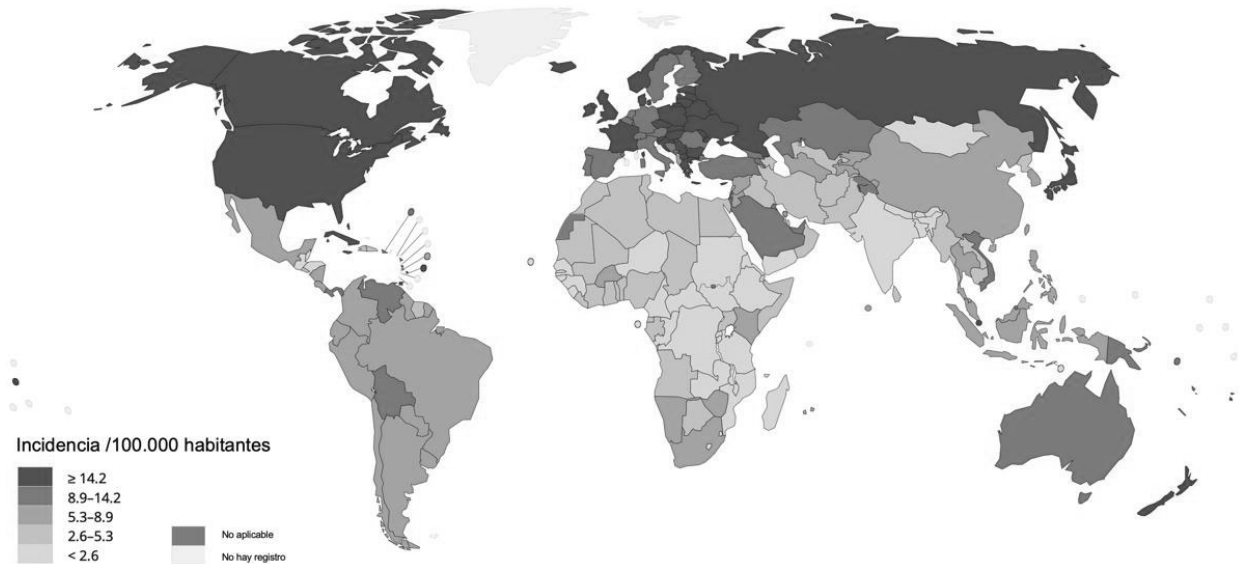 Incidencia /100.000 habitantes
≥ 14.2
8.9–14.2
5.3–8.9
2.6–5.3
< 2.6
No aplicable
No hay registro